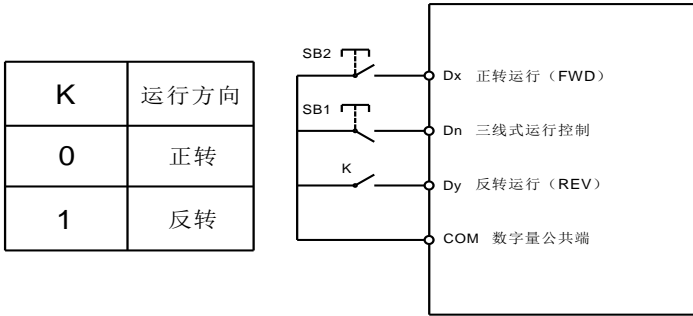 K 运行方向
0 正转
1 反转
SB2
Dx 正转运行（FWD）
SB1
Dn 三线式运行控制
K
Dy 反转运行（REV）
COM 数字量公共端